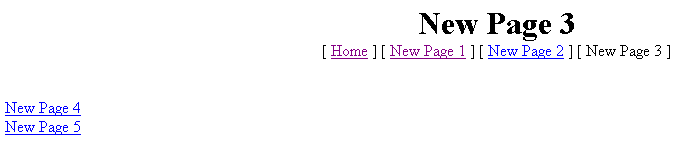 New Page 3
[ Home ] [ New Page 1 ] [ New Page 2 ] [ New Page 3 ]
New Page 4
New Page 5